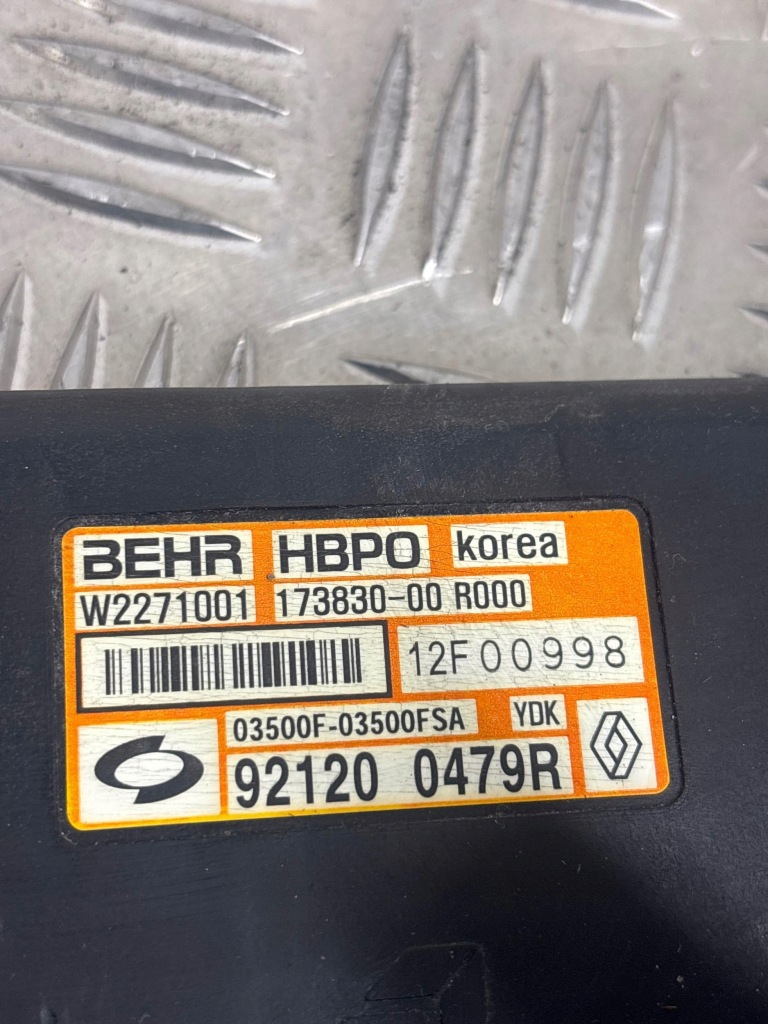 BEHR HBPO korea
W2271001 173830-00 R000
12F00998
03500F-03500FSA YDK
92120 0479R